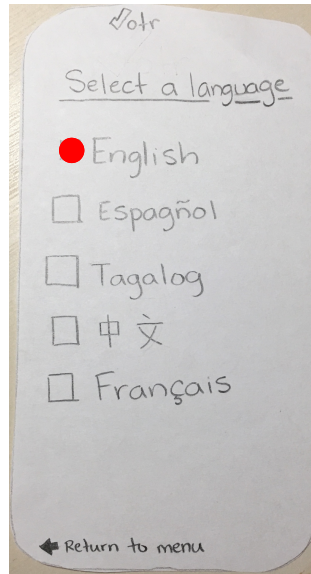 Votr
Select a language
English
Espagñol
Tagalog
中文
Français
Return to menu